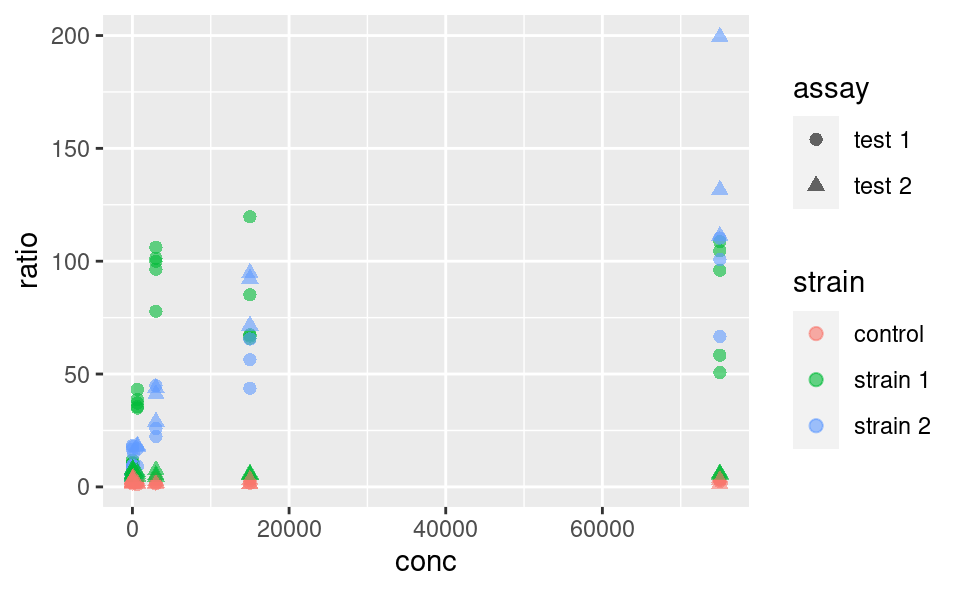 200
150
100
50
0
0 20000 40000 60000
conc
ratio
assay
test 1
test 2
strain
control
strain 1
strain 2